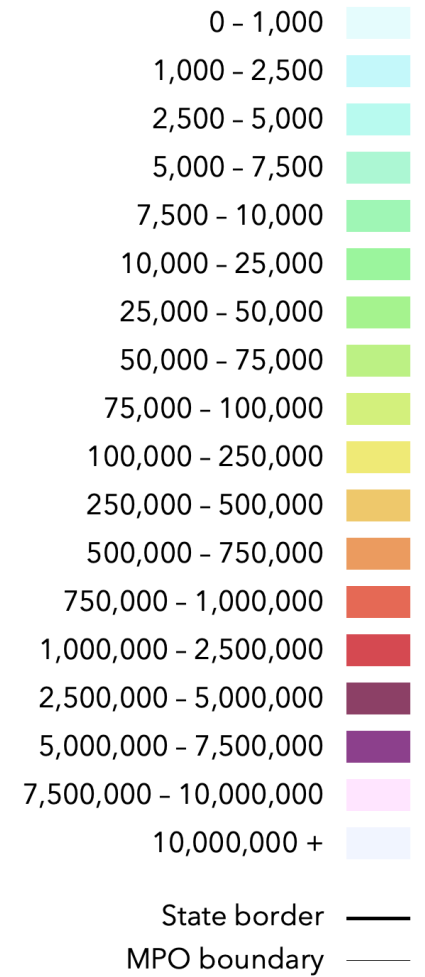 0 – 1,000
1,000 – 2,500
2,500 – 5,000
5,000 – 7,500
7,500 – 10,000
10,000 – 25,000
25,000 – 50,000
50,000 – 75,000
75,000 – 100,000
100,000 – 250,000
250,000 – 500,000
500,000 – 750,000
750,000 – 1,000,000
1,000,000 – 2,500,000
2,500,000 – 5,000,000
5,000,000 – 7,500,000
7,500,000 – 10,000,000
10,000,000 +
State border
MPO boundary